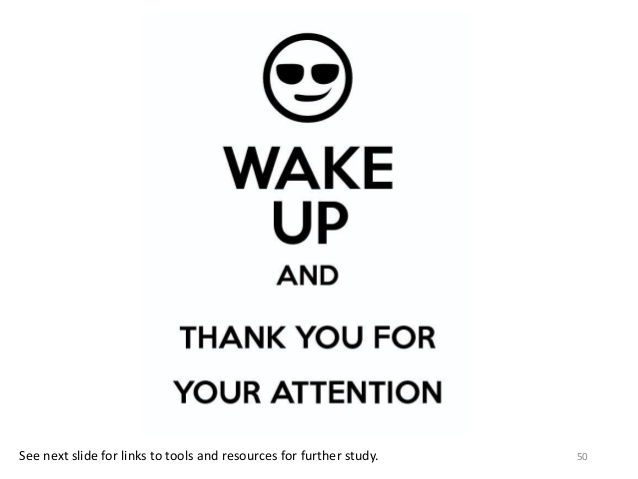 WAKE
UP
AND
THANK YOU FOR
YOUR ATTENTION
See next slide for links to tools and resources for further study.
50